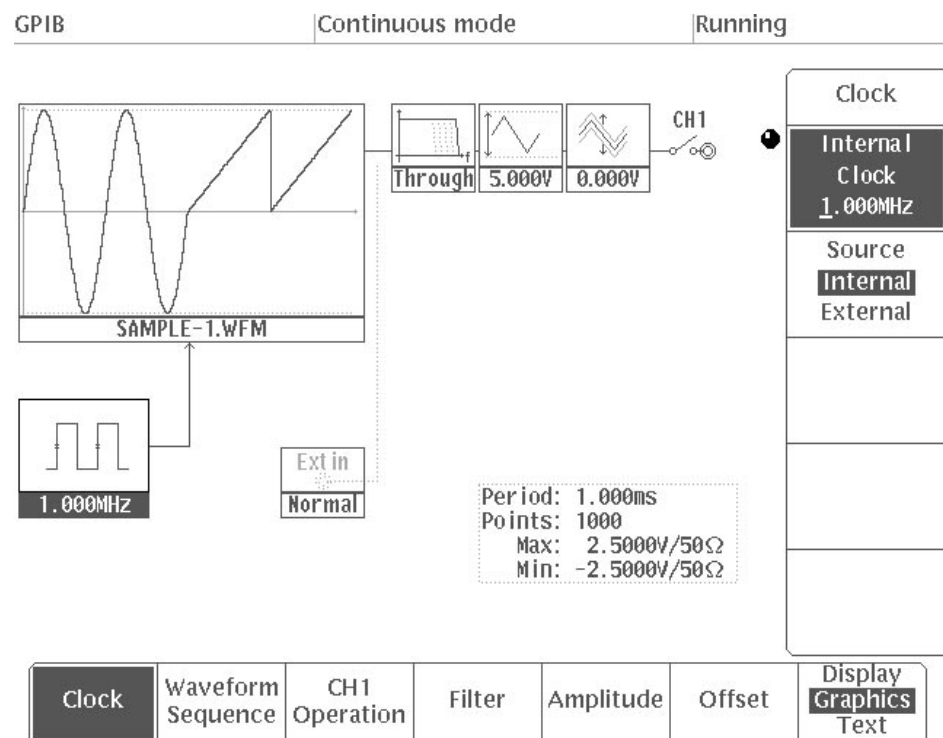 GPIB
Continuous mode
Running
SAMPLE-1.WFM
f
Through
5.000V
0.000V
CH1
1.000MHz
Ext in
Normal
Period: 1.000ms
Points: 1000
Max: 2.5000V/50Ω
Min: -2.5000V/50Ω
Clock
Internal
Clock
1.000MHz
Source
Internal
External
Clock
Waveform
Sequence
CH1
Operation
Filter
Amplitude
Offset
Display
Graphics
Text